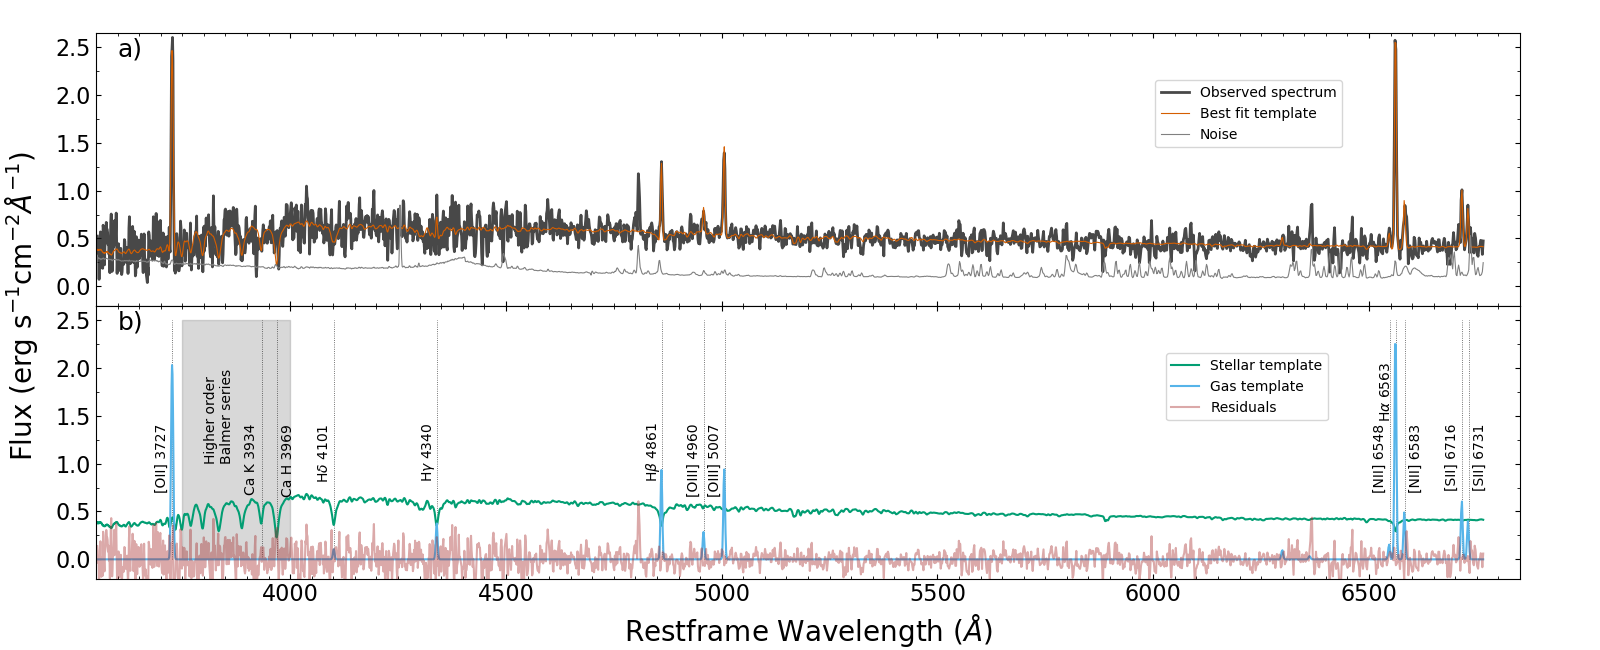 a)
2.5
2.0
1.5
1.0
0.5
0.0
Observed spectrum
Best fit template
Noise
Flux (erg s⁻¹cm⁻²Å⁻¹)
b)
2.5
2.0
1.5
1.0
0.5
0.0
Stellar template
Gas template
Residuals
[OII] 3727
Higher order
Balmer series
Ca K 3934
Ca H 3969
Hδ 4101
Hγ 4340
Hβ 4861
[OIII] 4960
[OIII] 5007
[NII] 6548
Hα 6563
[NII] 6583
[SII] 6716
[SII] 6731
4000
4500
5000
5500
6000
6500
Restframe Wavelength (Å)